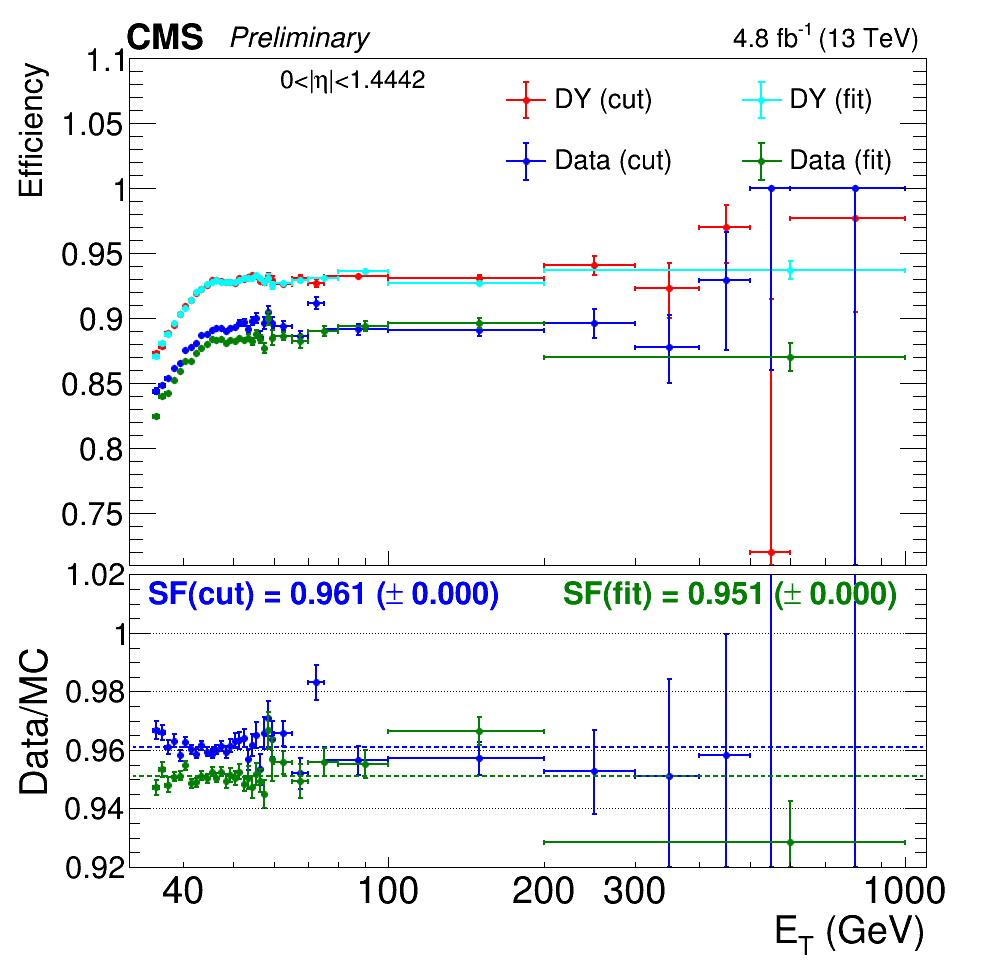 CMS Preliminary 4.8 fb⁻¹ (13 TeV)
0<|η|<1.4442
DY (cut) DY (fit)
Data (cut) Data (fit)
Efficiency
1.1
1.05
1
0.95
0.9
0.85
0.8
0.75
SF(cut) = 0.961 (± 0.000) SF(fit) = 0.951 (± 0.000)
Data/MC
1.02
1
0.98
0.96
0.94
0.92
40 100 200 300 1000
E_T (GeV)